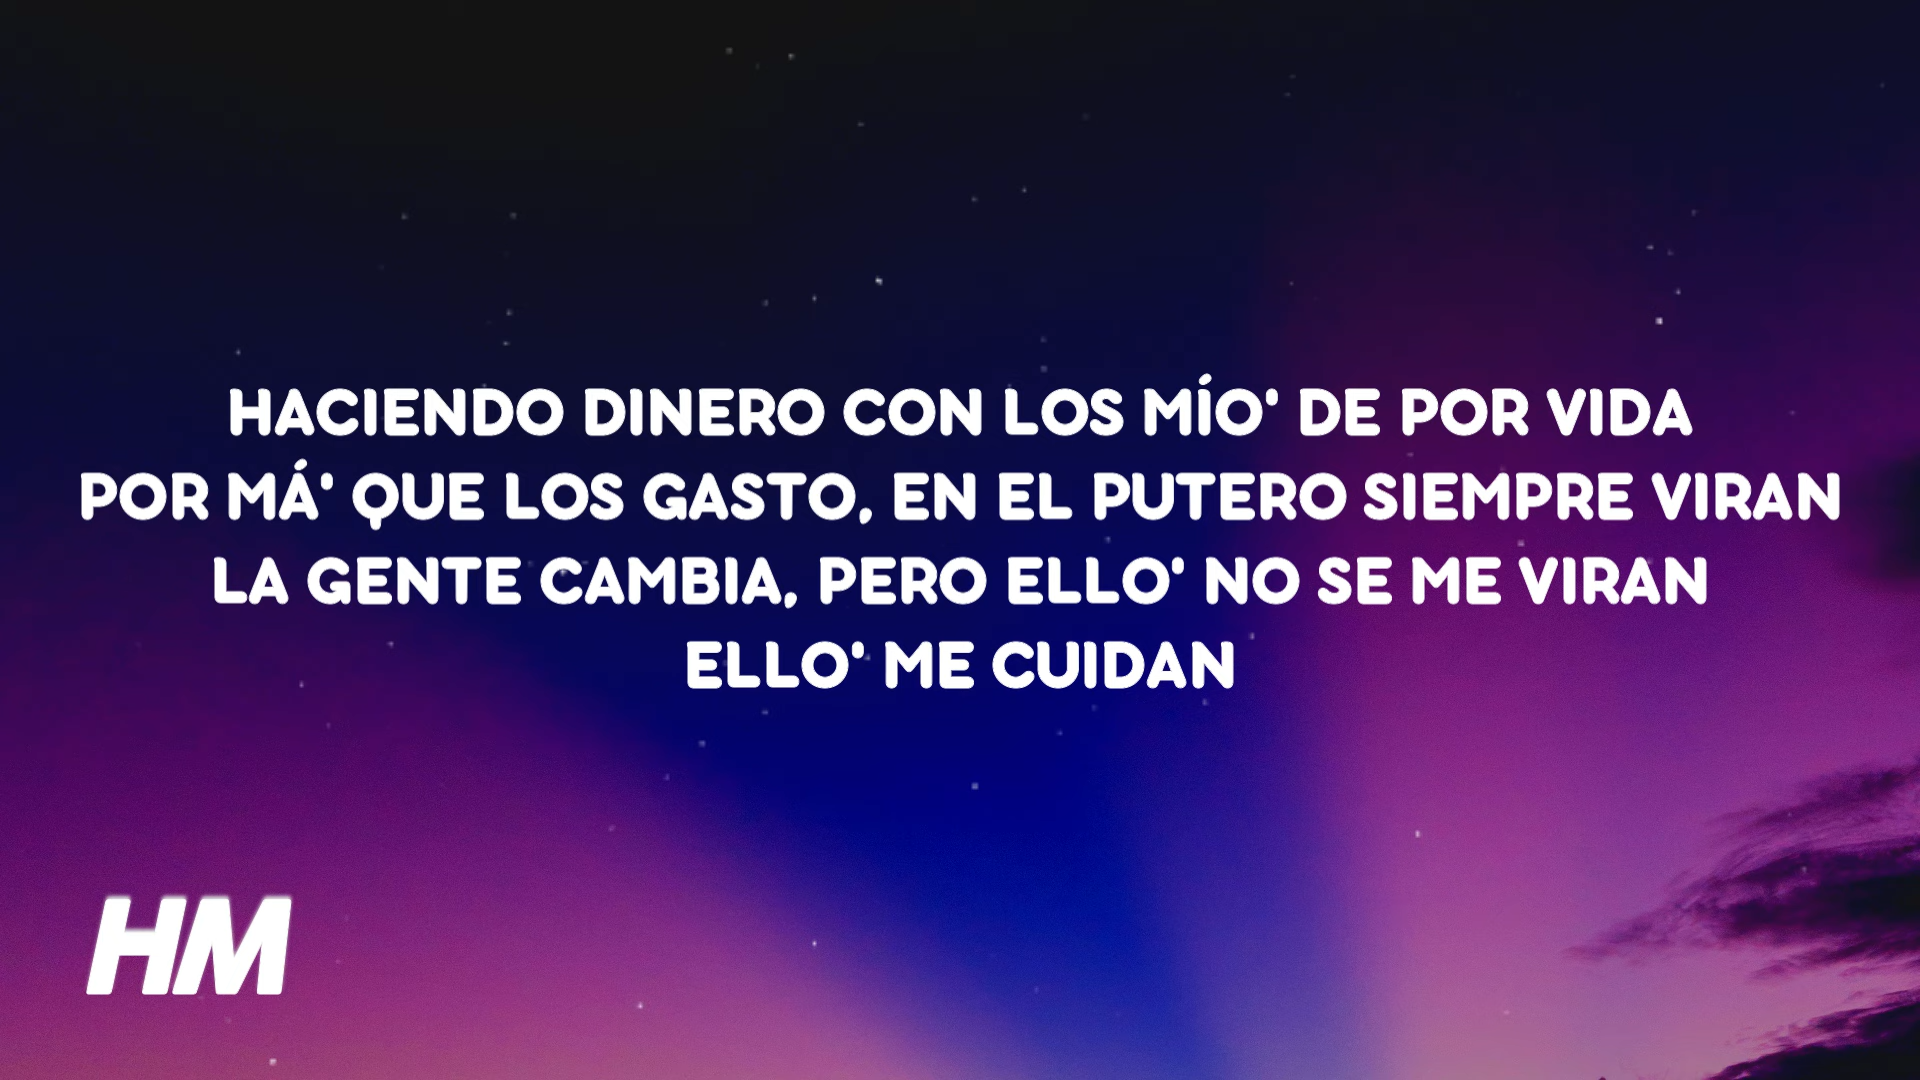 HACIENDO DINERO CON LOS MÍO' DE POR VIDA
POR MÁ' QUE LOS GASTO, EN EL PUTERO SIEMPRE VIRAN
LA GENTE CAMBIA, PERO ELLO' NO SE ME VIRAN
ELLO' ME CUIDAN
HM